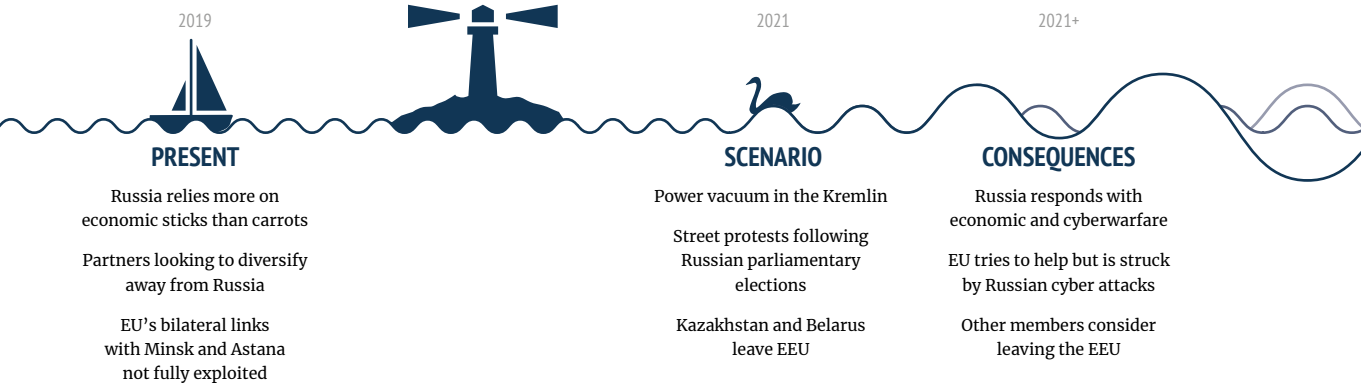 2019
PRESENT
Russia relies more on
economic sticks than carrots
Partners looking to diversify
away from Russia
EU’s bilateral links
with Minsk and Astana
not fully exploited
2021
SCENARIO
Power vacuum in the Kremlin
Street protests following
Russian parliamentary
elections
Kazakhstan and Belarus
leave EEU
2021+
CONSEQUENCES
Russia responds with
economic and cyberwarfare
EU tries to help but is struck
by Russian cyber attacks
Other members consider
leaving the EEU